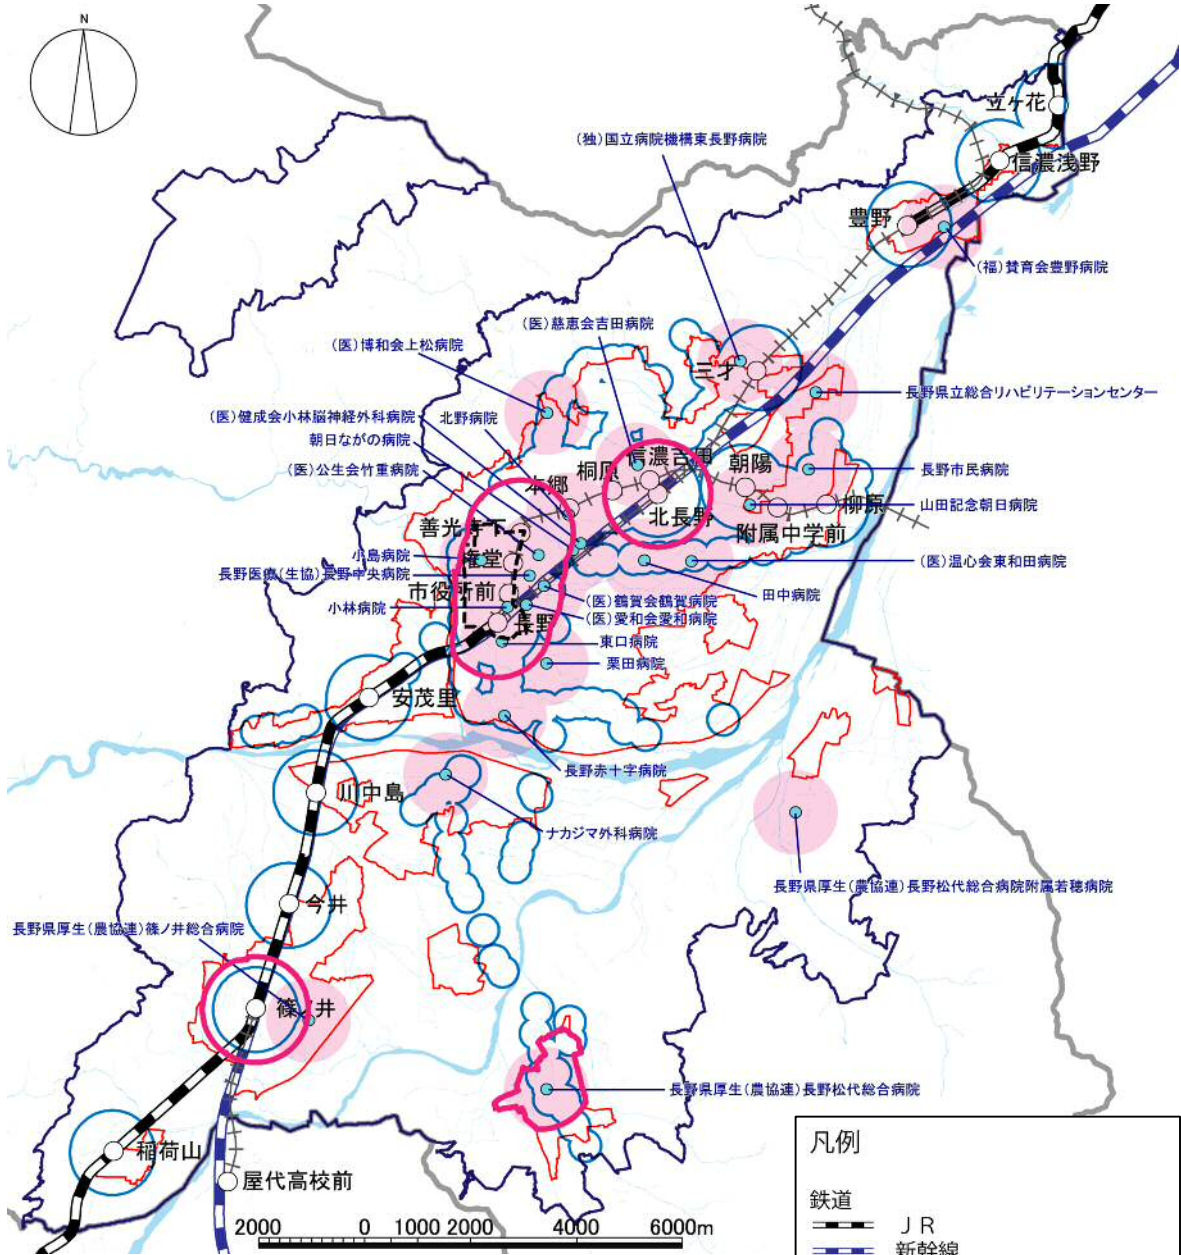 N
立ヶ花
(独)国立病院機構東長野病院
信濃浅野
豊野
(福)賛育会豊野病院
(医)慈恵会吉田病院
(医)博和会上松病院
三才
長野県立総合リハビリテーションセンター
(医)健成会小林脳神経外科病院
北野病院
朝日ながの病院
信濃吉田
朝陽
(医)公生会竹重病院
桐原
長野市民病院
本郷
柳原
山田記念朝日病院
北長野
善光寺下
附属中学前
小島病院
権堂
(医)温心会東和田病院
長野医療(生協)長野中央病院
田中病院
市役所前
(医)鶴賀会鶴賀病院
小林病院
(医)愛和会愛和病院
長野
東口病院
栗田病院
安茂里
長野赤十字病院
川中島
ナカジマ外科病院
長野県厚生(農協連)長野松代総合病院附属若穂病院
今井
長野県厚生(農協連)篠ノ井総合病院
篠ノ井
長野県厚生(農協連)長野松代総合病院
凡例
稲荷山
屋代高校前
鉄道
2000 0 1000 2000 4000 6000m
ＪＲ
新幹線